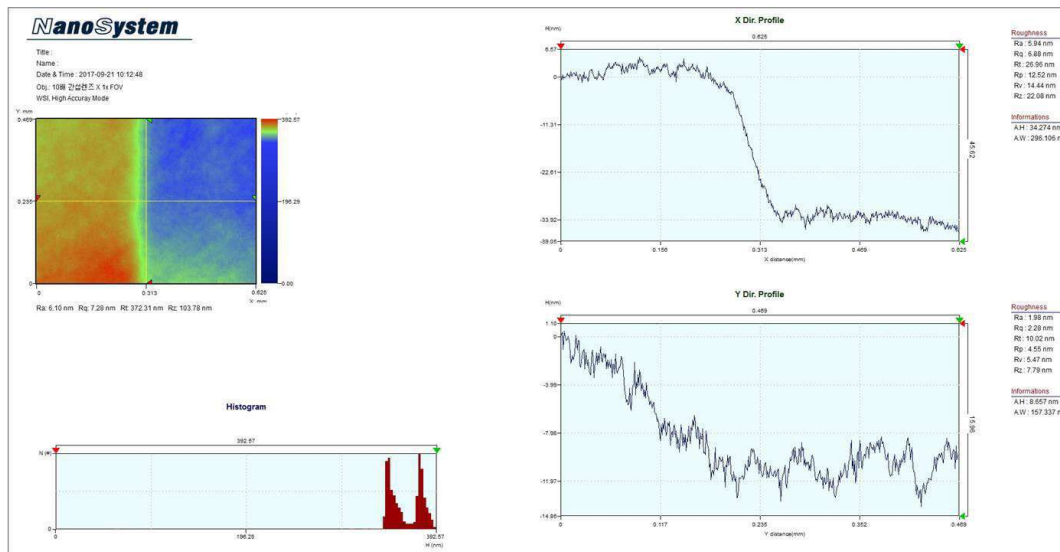 NanoSystem
Title :
Name :
Date & Time : 2017-09-21 10:12:48
Obj.: 10배 간섭렌즈 X 1x FOV
WSI, High Accuray Mode
Y: mm
0.469
0.235
0
0
0.313
0.625
X: mm
392.57
196.29
0.00
Ra: 6.10 nm Rq: 7.28 nm Rt: 372.31 nm Rz: 103.78 nm
Histogram
392.57
N (#)
0
0
196.28
392.57
H (nm)
X Dir. Profile
0.625
H(nm)
6.57
0
-11.31
-22.61
-33.92
-39.05
0
0.156
0.313
0.469
0.625
X distance(mm)
45.62
Roughness
Ra : 5.94 nm
Rq : 6.88 nm
Rt : 26.96 nm
Rp : 12.52 nm
Rv : 14.44 nm
Rz : 22.08 nm
Informations
A.H : 34.274 nm
A.W : 296.106
Y Dir. Profile
0.469
H(nm)
1.10
0
-3.99
-7.98
-11.97
-14.86
0
0.117
0.235
0.352
0.469
Y distance(mm)
15.96
Roughness
Ra : 1.98 nm
Rq : 2.28 nm
Rt : 10.02 nm
Rp : 4.55 nm
Rv : 5.47 nm
Rz : 7.79 nm
Informations
A.H : 8.657 nm
A.W : 157.337